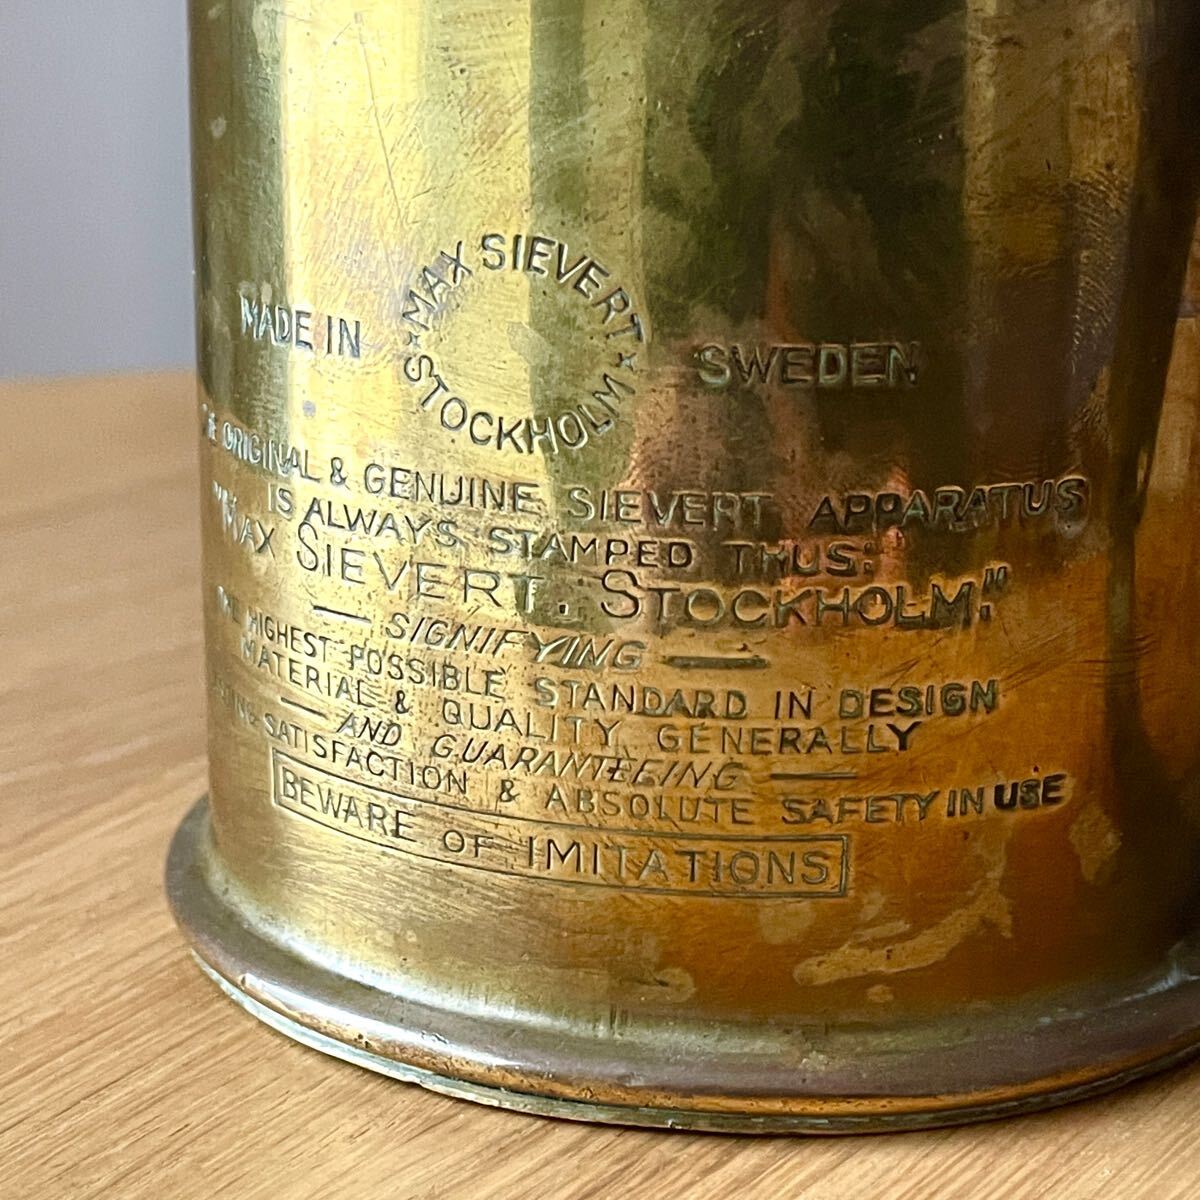 MAX SIEVERT
STOCKHOLM
MADE IN SWEDEN
ORIGINAL & GENUINE SIEVERT APPARATUS
IS ALWAYS STAMPED THUS:
"MAX SIEVERT. STOCKHOLM."
— SIGNIFYING —
THE HIGHEST POSSIBLE STANDARD IN DESIGN
MATERIAL & QUALITY GENERALLY
— AND GUARANTEEING —
SATISFACTION & ABSOLUTE SAFETY IN USE
BEWARE OF IMITATIONS